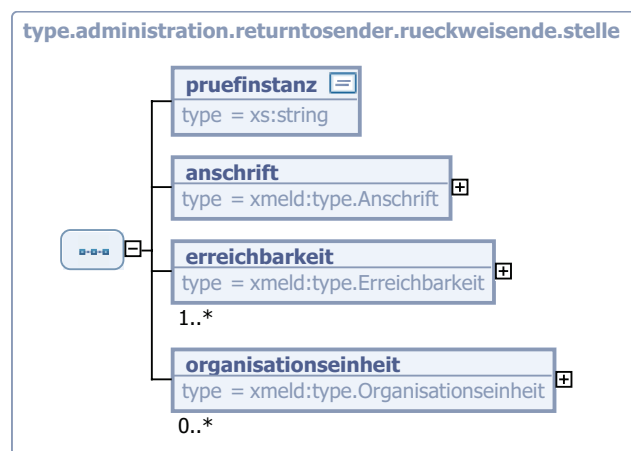 type.administration.returntosender.rueckweisende.stelle
pruefinstanz
type = xs:string
anschrift
type = xmeld:type.Anschrift
erreichbarkeit
type = xmeld:type.Erreichbarkeit
1..*
organisationseinheit
type = xmeld:type.Organisationseinheit
0..*